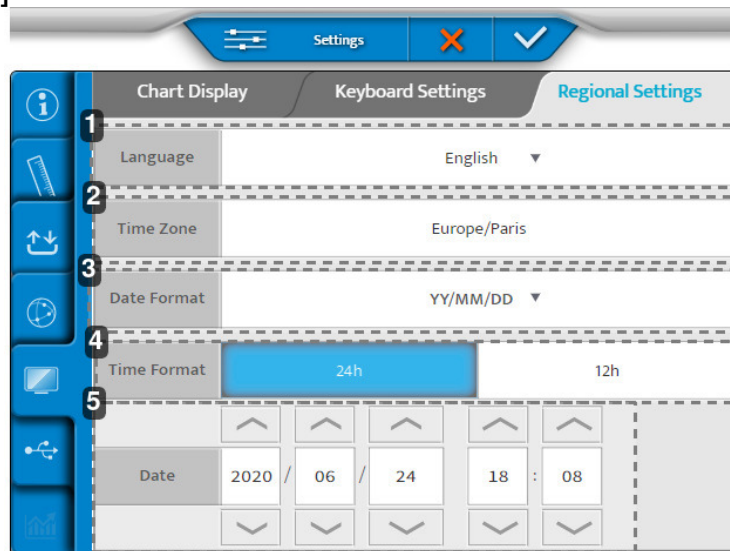 ]
Settings
Chart Display Keyboard Settings Regional Settings
1
Language English
2
Time Zone Europe/Paris
3
Date Format YY/MM/DD
4
Time Format 24h 12h
5
Date 2020 / 06 / 24 18 : 08